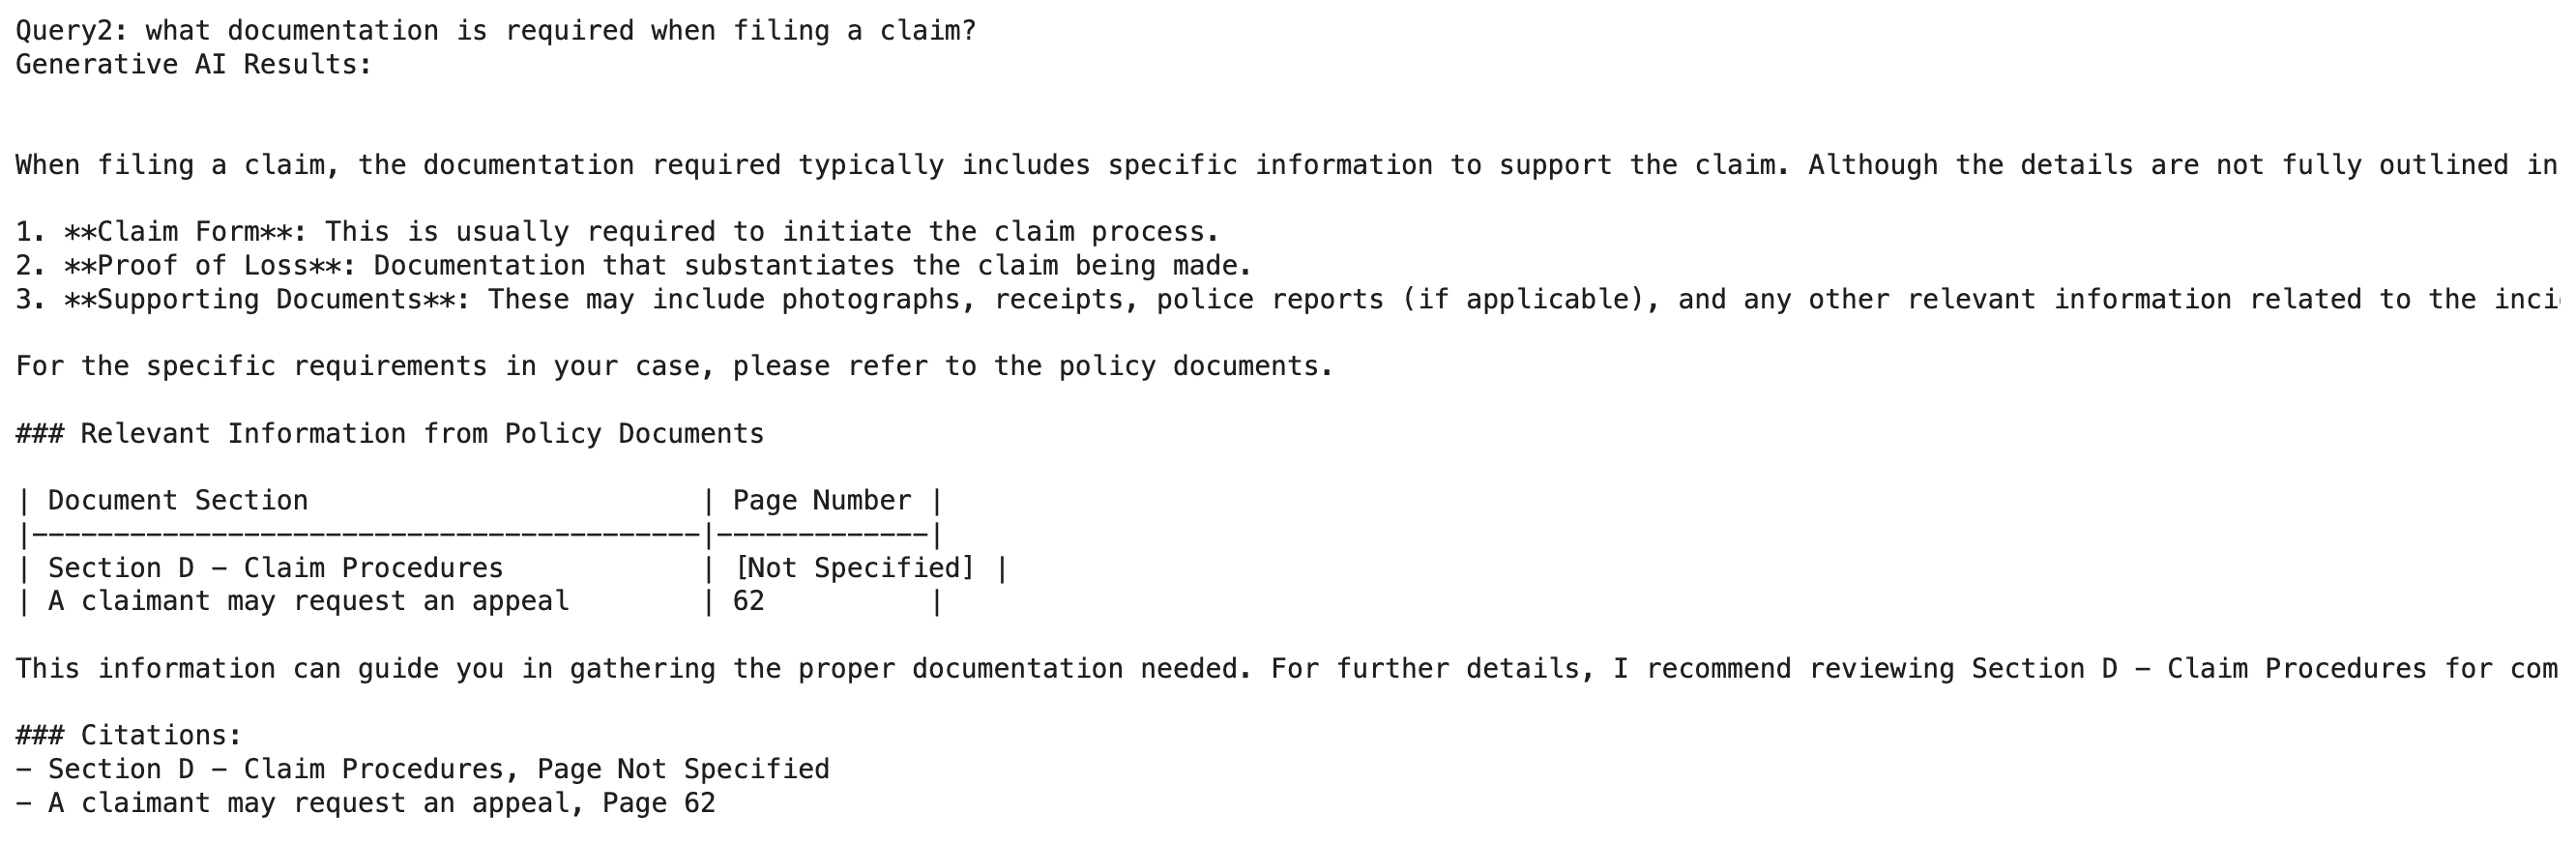 Query2: what documentation is required when filing a claim?
Generative AI Results:
When filing a claim, the documentation required typically includes specific information to support the claim. Although the details are not fully outlined in
1. **Claim Form**: This is usually required to initiate the claim process.
2. **Proof of Loss**: Documentation that substantiates the claim being made.
3. **Supporting Documents**: These may include photographs, receipts, police reports (if applicable), and any other relevant information related to the inci
For the specific requirements in your case, please refer to the policy documents.
### Relevant Information from Policy Documents
| Document Section                        | Page Number |
|-----------------------------------------|-------------|
| Section D - Claim Procedures            | [Not Specified] |
| A claimant may request an appeal        | 62          |
This information can guide you in gathering the proper documentation needed. For further details, I recommend reviewing Section D - Claim Procedures for com
### Citations:
- Section D - Claim Procedures, Page Not Specified
- A claimant may request an appeal, Page 62